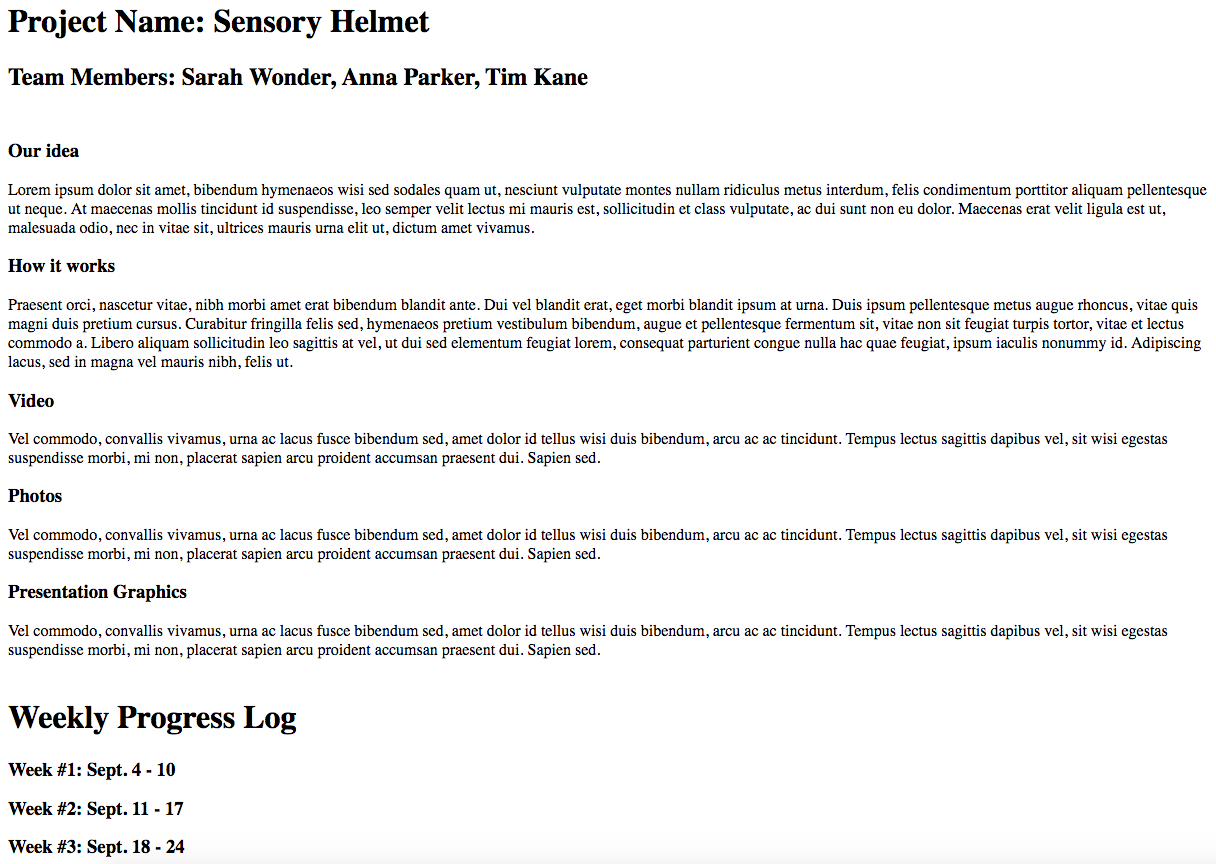 Project Name: Sensory Helmet
Team Members: Sarah Wonder, Anna Parker, Tim Kane
Our idea
Lorem ipsum dolor sit amet, bibendum hymenaeos wisi sed sodales quam ut, nesciunt vulputate montes nullam ridiculus metus interdum, felis condimentum porttitor aliquam pellentesque
ut neque. At maecenas mollis tincidunt id suspendisse, leo semper velit lectus mi mauris est, sollicitudin et class vulputate, ac dui sunt non eu dolor. Maecenas erat velit ligula est ut,
malesuada odio, nec in vitae sit, ultrices mauris urna elit ut, dictum amet vivamus.
How it works
Praesent orci, nascetur vitae, nibh morbi amet erat bibendum blandit ante. Dui vel blandit erat, eget morbi blandit ipsum at urna. Duis ipsum pellentesque metus augue rhoncus, vitae quis
magni duis pretium cursus. Curabitur fringilla felis sed, hymenaeos pretium vestibulum bibendum, augue et pellentesque fermentum sit, vitae non sit feugiat turpis tortor, vitae et lectus
commodo a. Libero aliquam sollicitudin leo sagittis at vel, ut dui sed elementum feugiat lorem, consequat parturient congue nulla hac quae feugiat, ipsum iaculis nonummy id. Adipiscing
lacus, sed in magna vel mauris nibh, felis ut.
Video
Vel commodo, convallis vivamus, urna ac lacus fusce bibendum sed, amet dolor id tellus wisi duis bibendum, arcu ac ac tincidunt. Tempus lectus sagittis dapibus vel, sit wisi egestas
suspendisse morbi, mi non, placerat sapien arcu proident accumsan praesent dui. Sapien sed.
Photos
Vel commodo, convallis vivamus, urna ac lacus fusce bibendum sed, amet dolor id tellus wisi duis bibendum, arcu ac ac tincidunt. Tempus lectus sagittis dapibus vel, sit wisi egestas
suspendisse morbi, mi non, placerat sapien arcu proident accumsan praesent dui. Sapien sed.
Presentation Graphics
Vel commodo, convallis vivamus, urna ac lacus fusce bibendum sed, amet dolor id tellus wisi duis bibendum, arcu ac ac tincidunt. Tempus lectus sagittis dapibus vel, sit wisi egestas
suspendisse morbi, mi non, placerat sapien arcu proident accumsan praesent dui. Sapien sed.
Weekly Progress Log
Week #1: Sept. 4 - 10
Week #2: Sept. 11 - 17
Week #3: Sept. 18 - 24